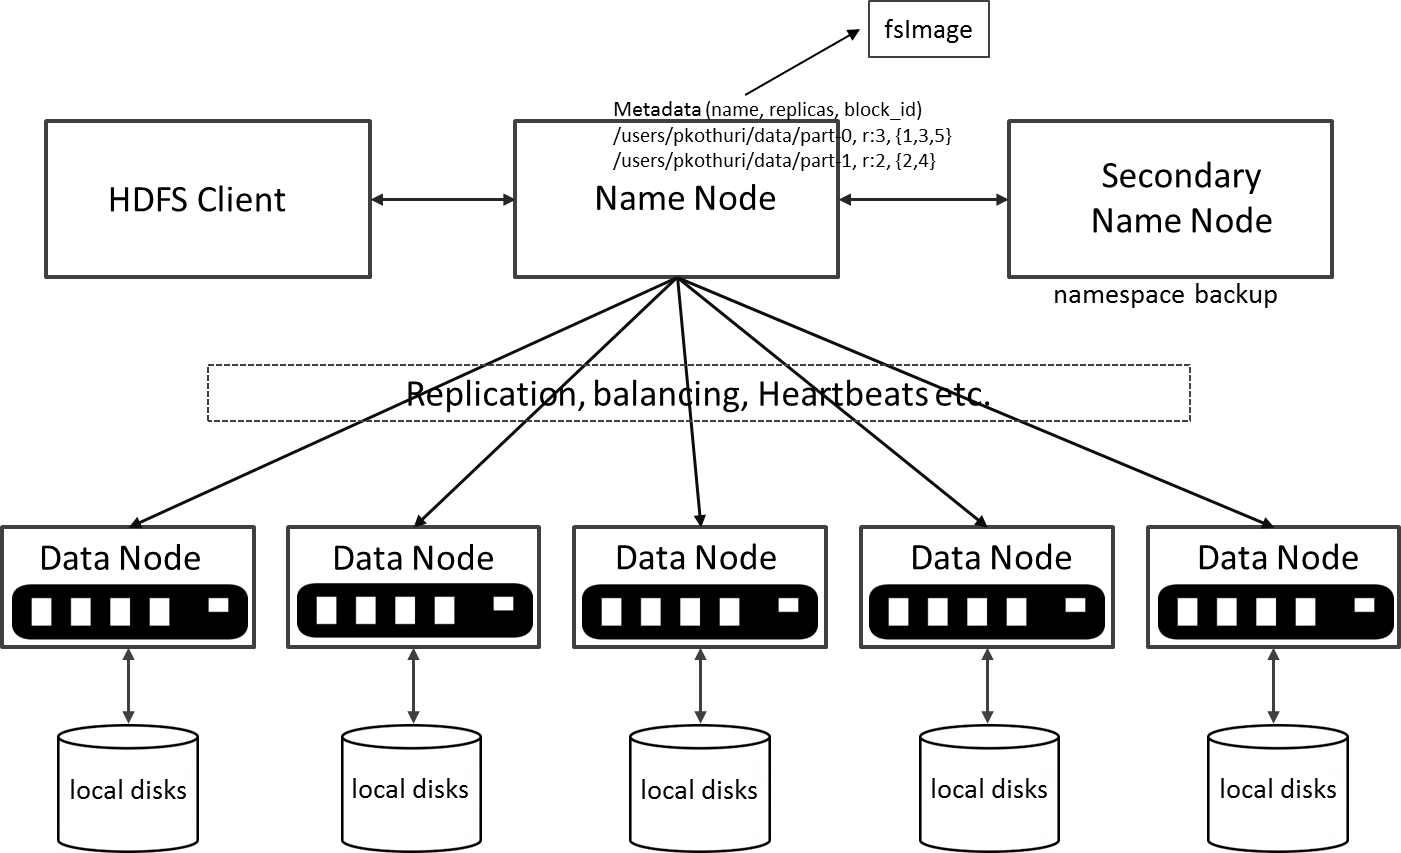 fsImage
Metadata (name, replicas, block_id)
/users/pkothuri/data/part-0, r:3, {1,3,5}
/users/pkothuri/data/part-1, r:2, {2,4}
HDFS Client
Name Node
Secondary
Name Node
namespace backup
Replication, balancing, Heartbeats etc.
Data Node
Data Node
Data Node
Data Node
Data Node
local disks
local disks
local disks
local disks
local disks